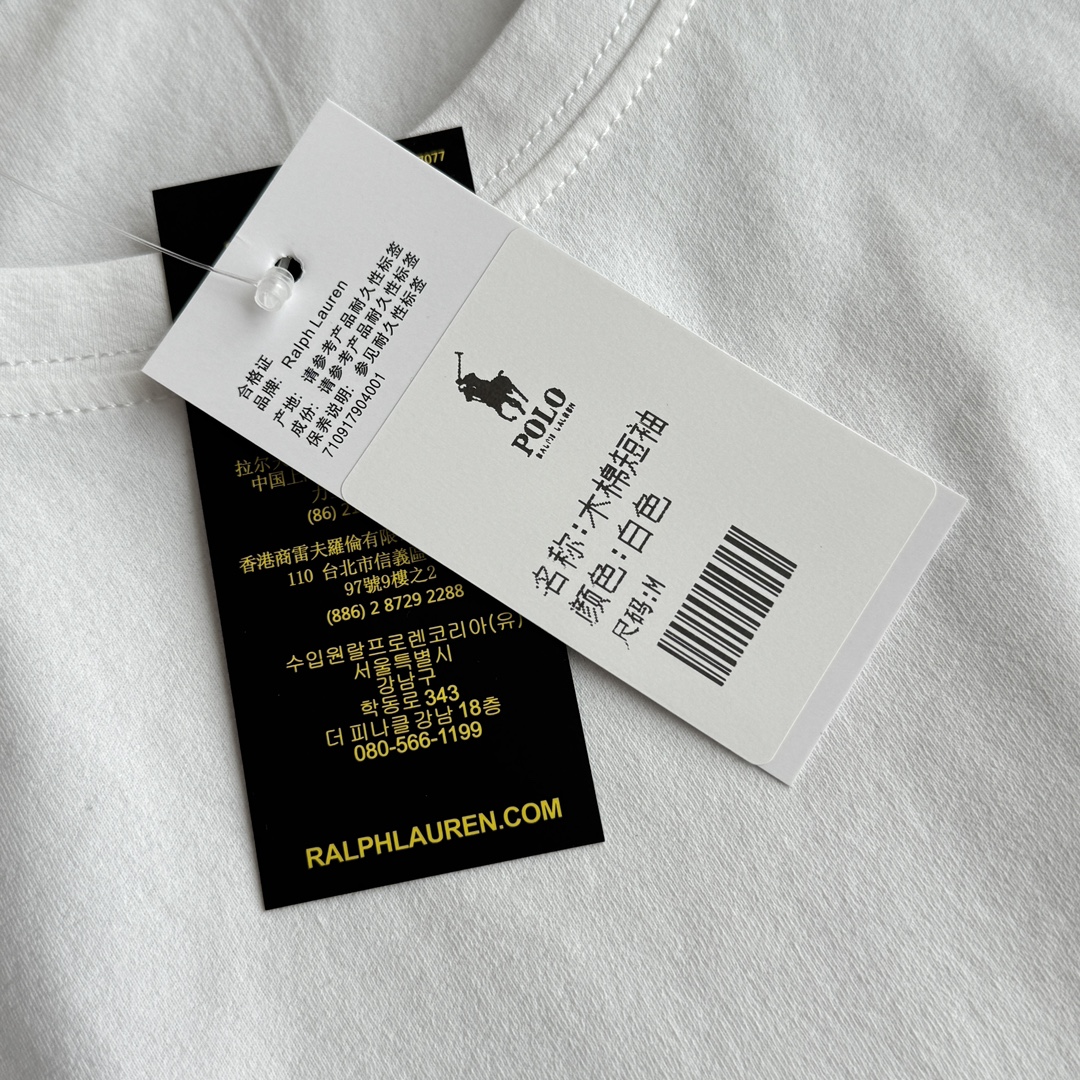 7077
合格证
品牌: Ralph Lauren
产地: 请参考产品耐久性标签
成份: 请参考产品耐久性标签
保养说明: 参见耐久性标签
710917904001
POLO
RALPH LAUREN
名称:木棉短袖
颜色:白色
尺码:M
拉尔
中国
(86) 2
香港商雷夫羅倫有限
110 台北市信義區
97號9樓之2
(886) 2 8729 2288
수입원랄프로렌코리아(유)
서울특별시
강남구
학동로 343
더 피나클 강남 18층
080-566-1199
RALPHLAUREN.COM